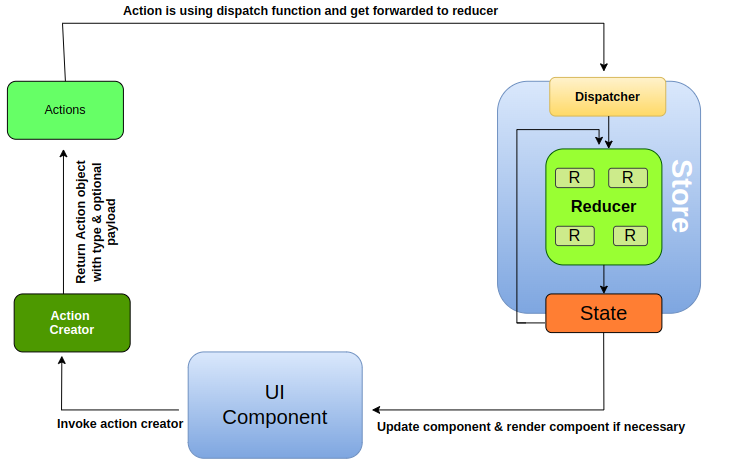 Action is using dispatch function and get forwarded to reducer
Actions
Dispatcher
Store
R
R
Reducer
R
R
State
Return Action object
with type & optional
payload
Action
Creator
UI
Component
Invoke action creator
Update component & render compoent if necessary